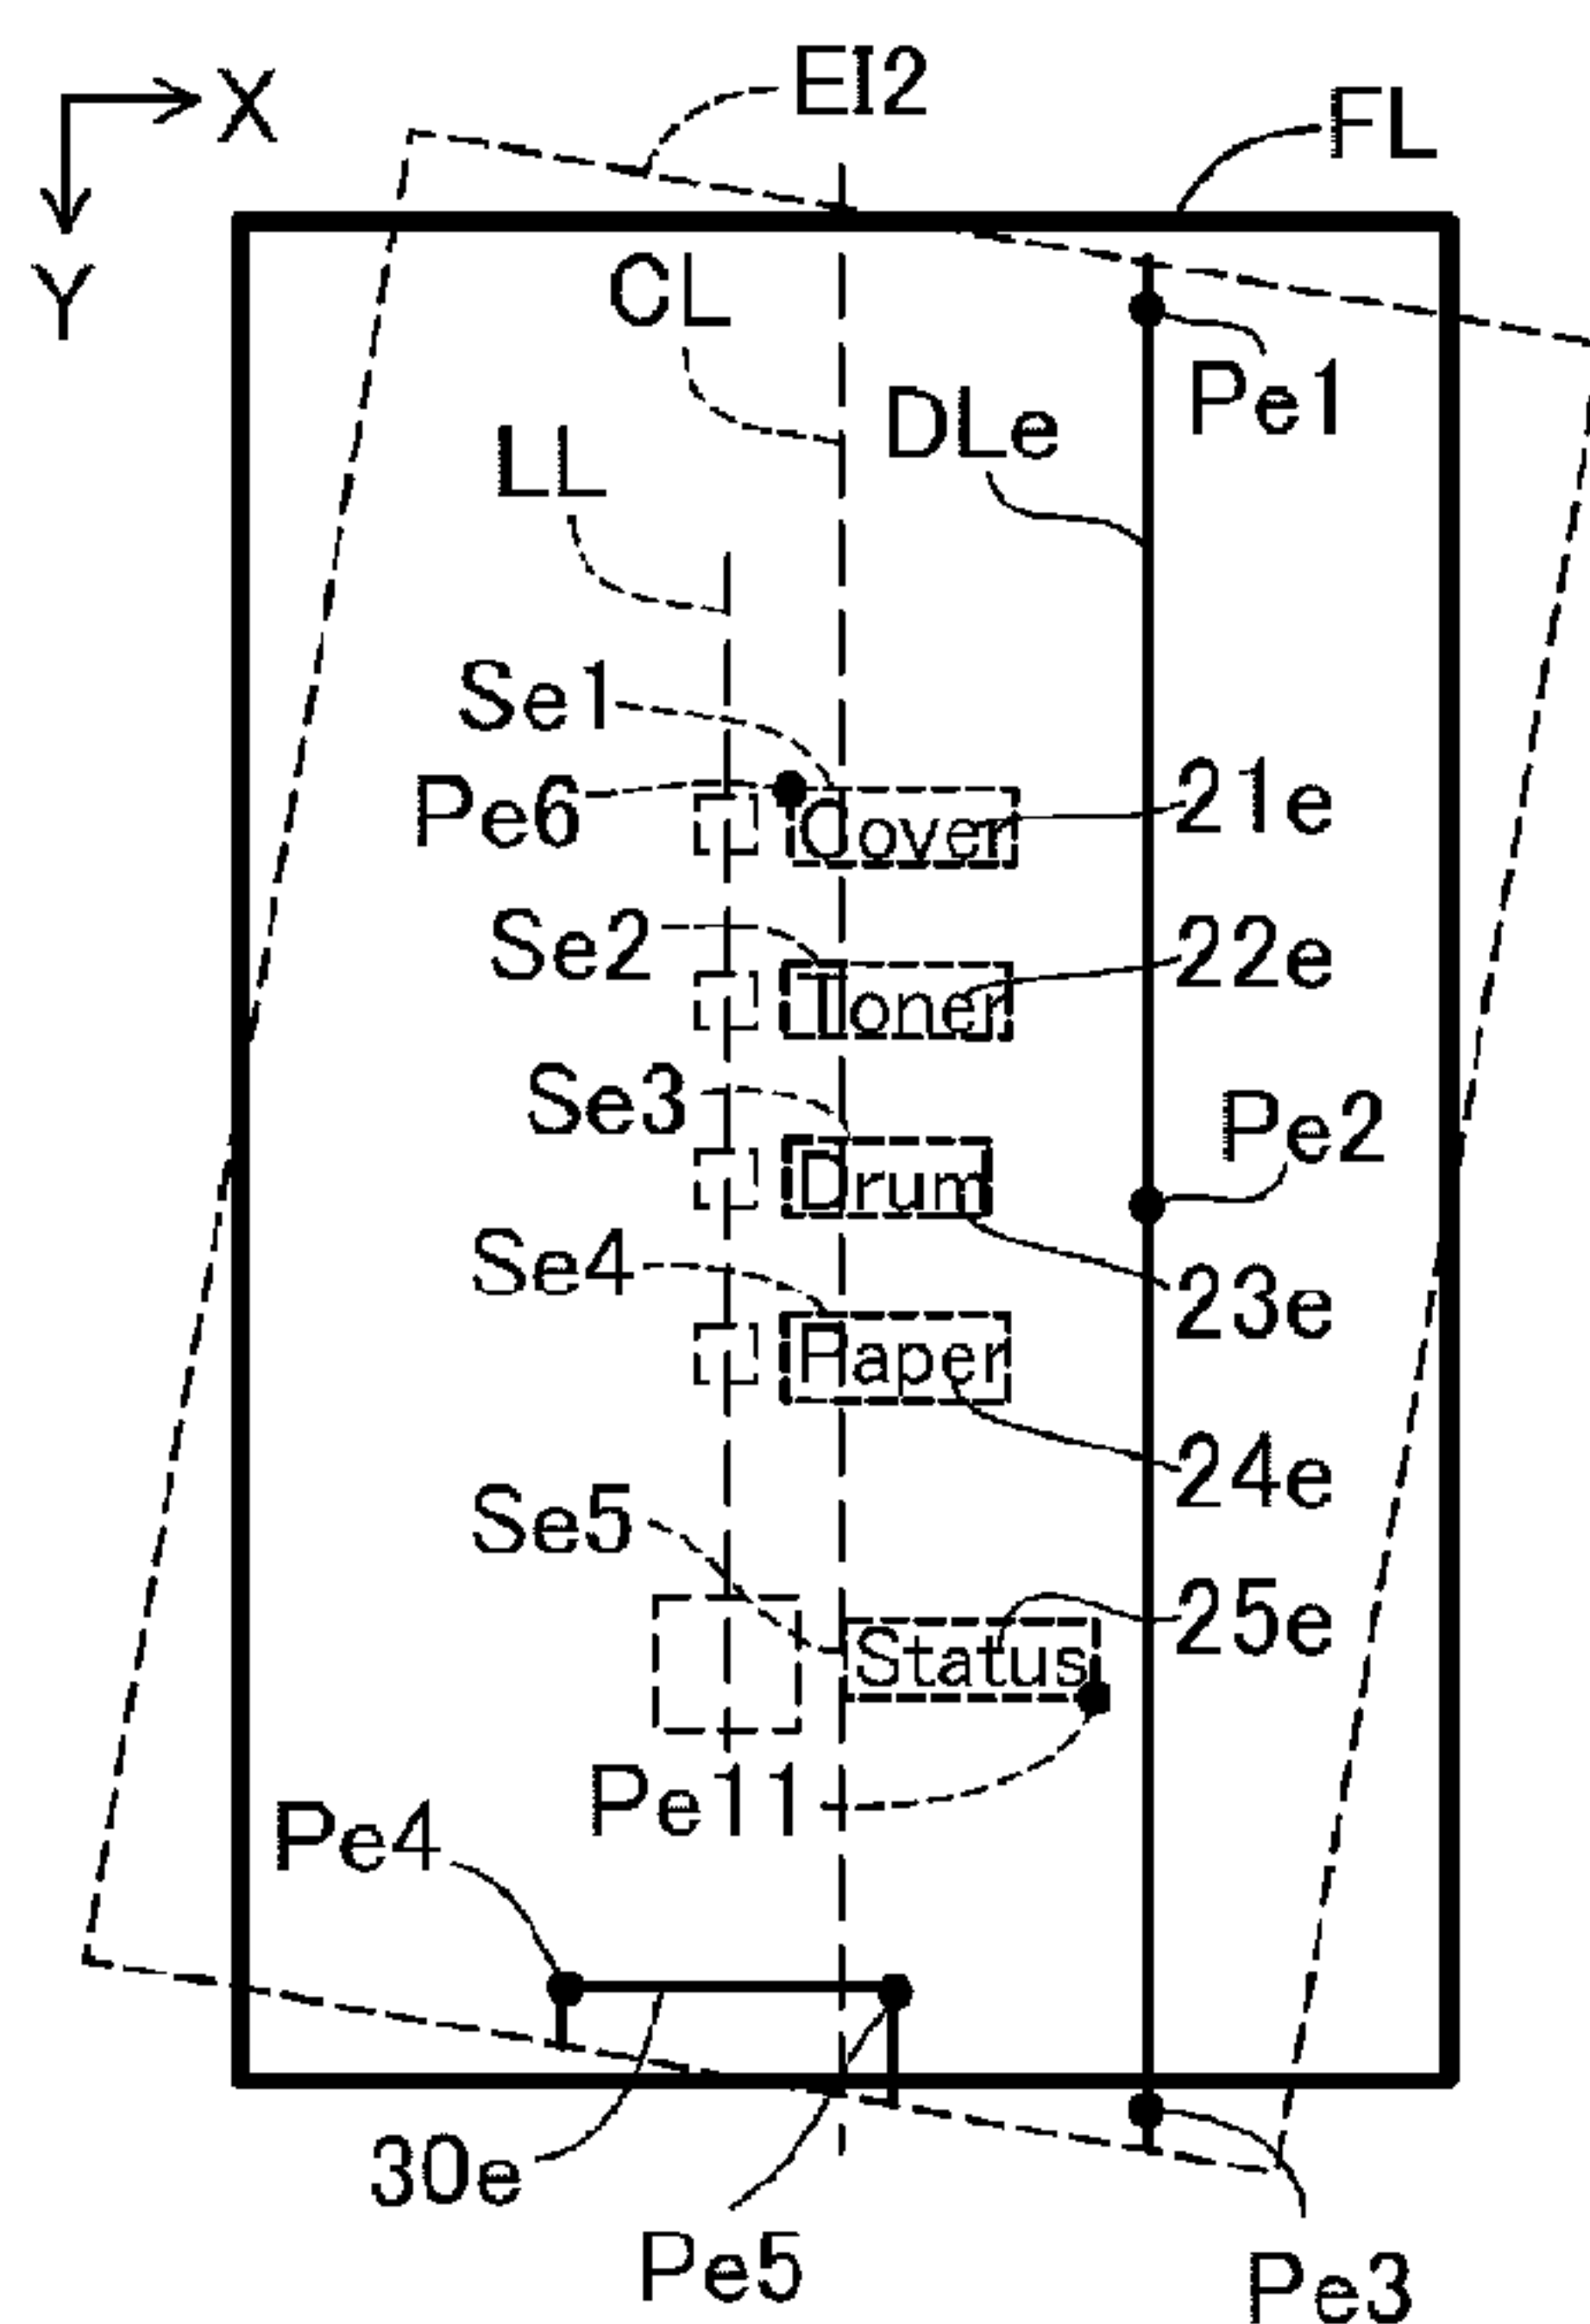 EI2
X
FL
Y
CL
Pe1
DLe
LL
Se1
Pe6
Cover
21e
Se2
Toner
22e
Se3
Pe2
Drum
Se4
23e
Paper
24e
Se5
25e
Status
Pe11
Pe4
30e
Pe5
Pe3